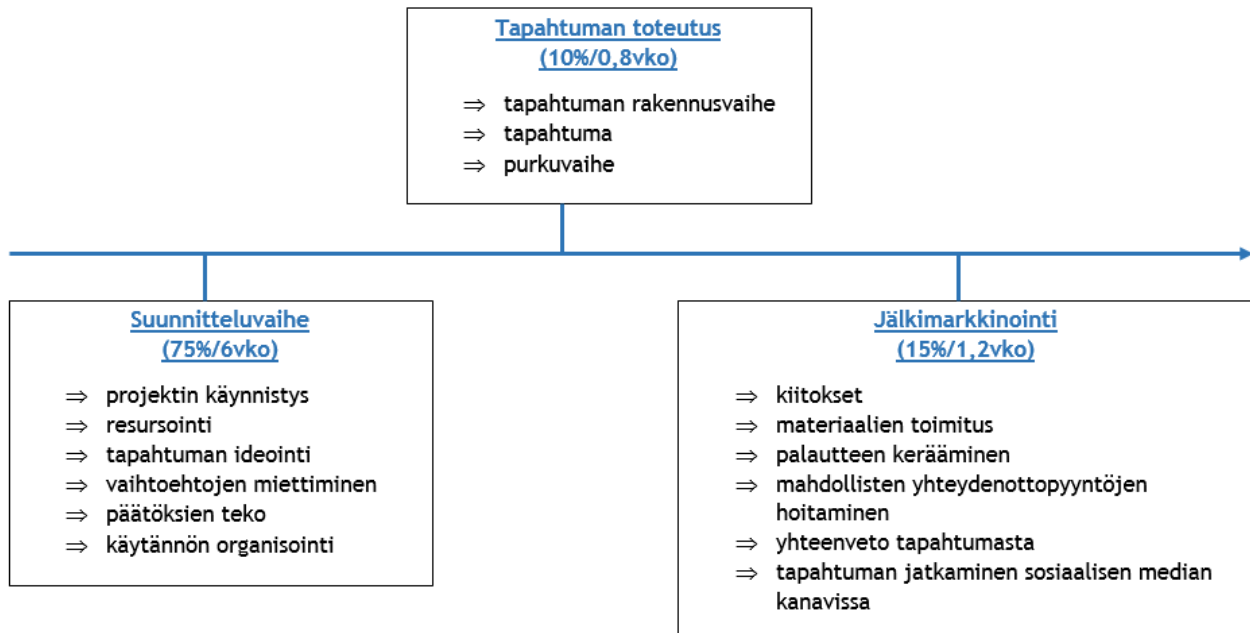 Tapahtuman toteutus
(10%/0,8vko)
⇒ tapahtuman rakennusvaihe
⇒ tapahtuma
⇒ purkuvaihe
Suunnitteluvaihe
(75%/6vko)
⇒ projektin käynnistys
⇒ resursointi
⇒ tapahtuman ideointi
⇒ vaihtoehtojen miettiminen
⇒ päätöksien teko
⇒ käytännön organisointi
Jälkimarkkinointi
(15%/1,2vko)
⇒ kiitokset
⇒ materiaalien toimitus
⇒ palautteen kerääminen
⇒ mahdollisten yhteydenottopyyntöjen
hoitaminen
⇒ yhteenveto tapahtumasta
⇒ tapahtuman jatkaminen sosiaalisen median
kanavissa